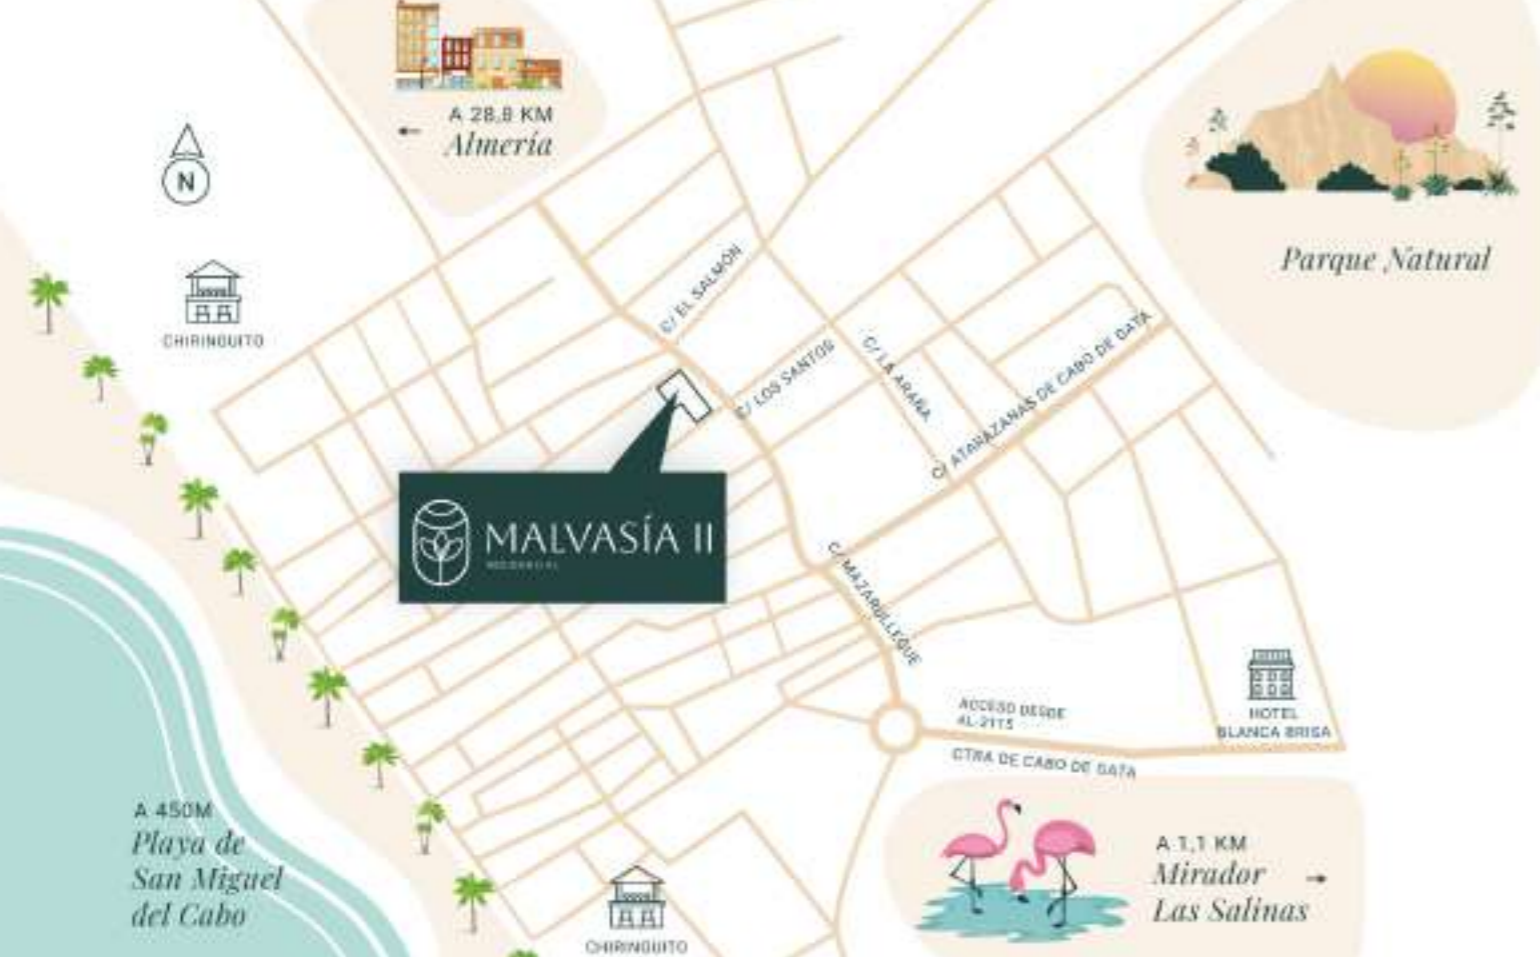 A 28,8 KM
Almería
N
CHIRINGUITO
Parque Natural
C/ EL SALMÓN
C/ LOS SANTOS
C/ LA ARAÑA
C/ ATARAZANAS DE CABO DE GATA
MALVASÍA II
RESIDENCIAL
C/ MAZARULLEQUE
ACCESO DESDE
AL-3115
CTRA DE CABO DE GATA
HOTEL
BLANCA BRISA
A 450M
Playa de
San Miguel
del Cabo
CHIRINGUITO
A 1,1 KM
Mirador
Las Salinas